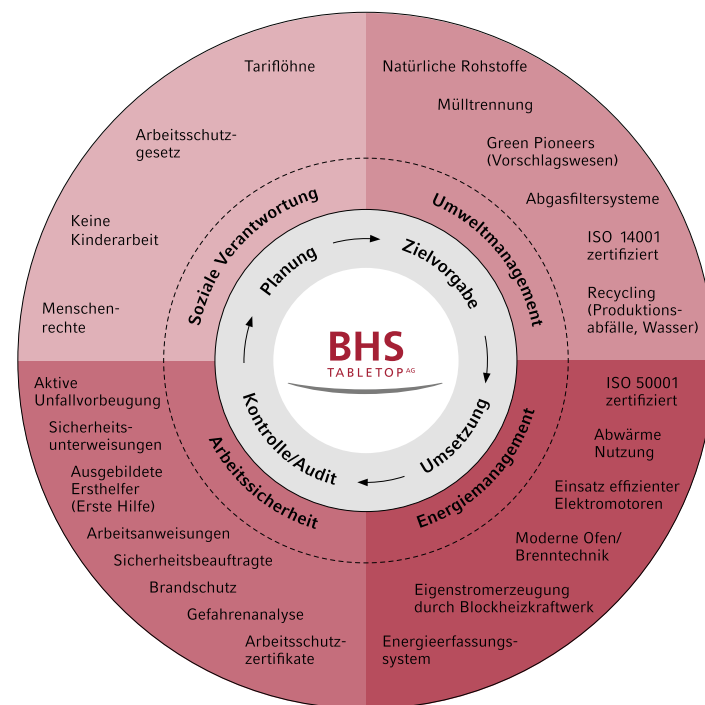 Tariflöhne
Arbeitsschutz-
gesetz
Keine
Kinderarbeit
Menschen-
rechte
Soziale Verantwortung
Natürliche Rohstoffe
Mülltrennung
Green Pioneers
(Vorschlagswesen)
Abgasfiltersysteme
ISO 14001
zertifiziert
Recycling
(Produktions-
abfälle, Wasser)
Umweltmanagement
Planung
Zielvorgabe
Umsetzung
Kontrolle/Audit
BHS
TABLETOP AG
Aktive
Unfallvorbeugung
Sicherheits-
unterweisungen
Ausgebildete
Ersthelfer
(Erste Hilfe)
Arbeitsanweisungen
Sicherheitsbeauftragte
Brandschutz
Gefahrenanalyse
Arbeitsschutz-
zertifikate
Arbeitssicherheit
ISO 50001
zertifiziert
Abwärme
Nutzung
Einsatz effizienter
Elektromotoren
Moderne Ofen/
Brenntechnik
Eigenstromerzeugung
durch Blockheizkraftwerk
Energieerfassungs-
system
Energiemanagement